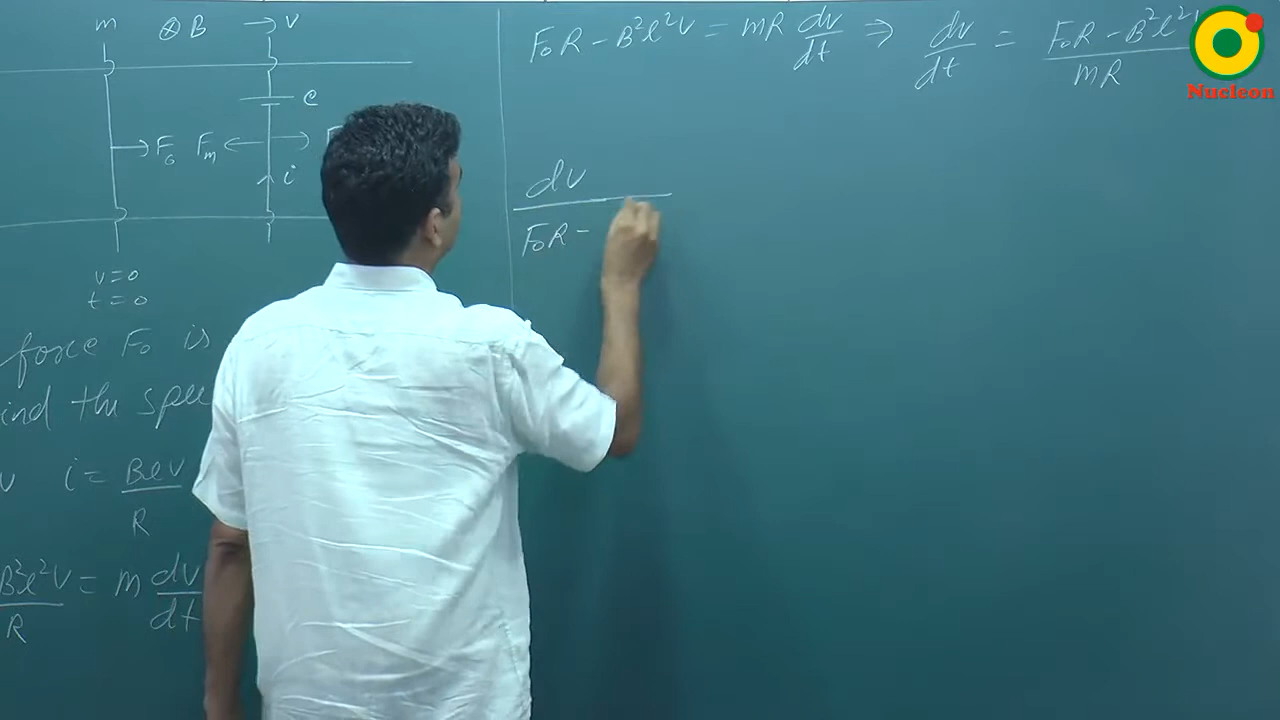 m ⊗B → v
e
F₀ Fm
i
v=0
t=0
force F₀ is
ind the spee
v i = Blv/R
B²l²v/R = m dv/dt
F₀R - B²l²v = mR dv/dt ⇒ dv/dt = F₀R - B²l²v/mR
dv/F₀R -
Nucleon